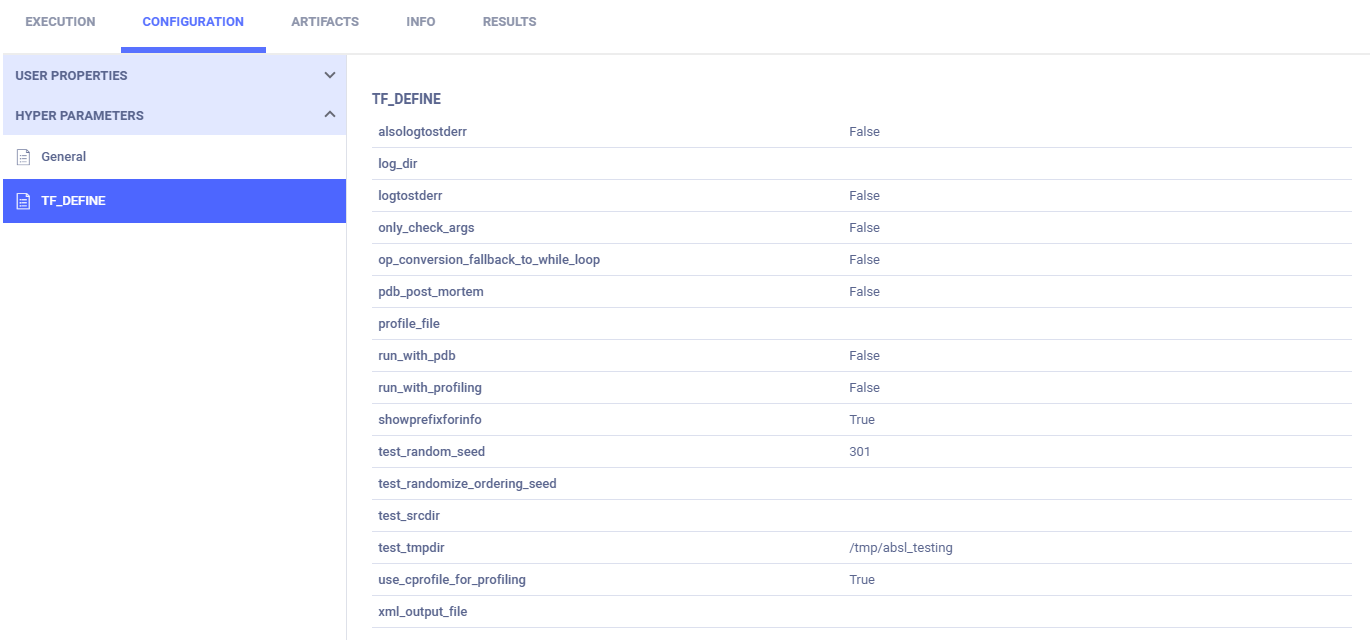 EXECUTION CONFIGURATION ARTIFACTS INFO RESULTS
USER PROPERTIES
HYPER PARAMETERS
General
TF_DEFINE
TF_DEFINE
alsologtostderr False
log_dir
logtostderr False
only_check_args False
op_conversion_fallback_to_while_loop False
pdb_post_mortem False
profile_file
run_with_pdb False
run_with_profiling False
showprefixforinfo True
test_random_seed 301
test_randomize_ordering_seed
test_srcdir
test_tmpdir /tmp/absl_testing
use_cprofile_for_profiling True
xml_output_file